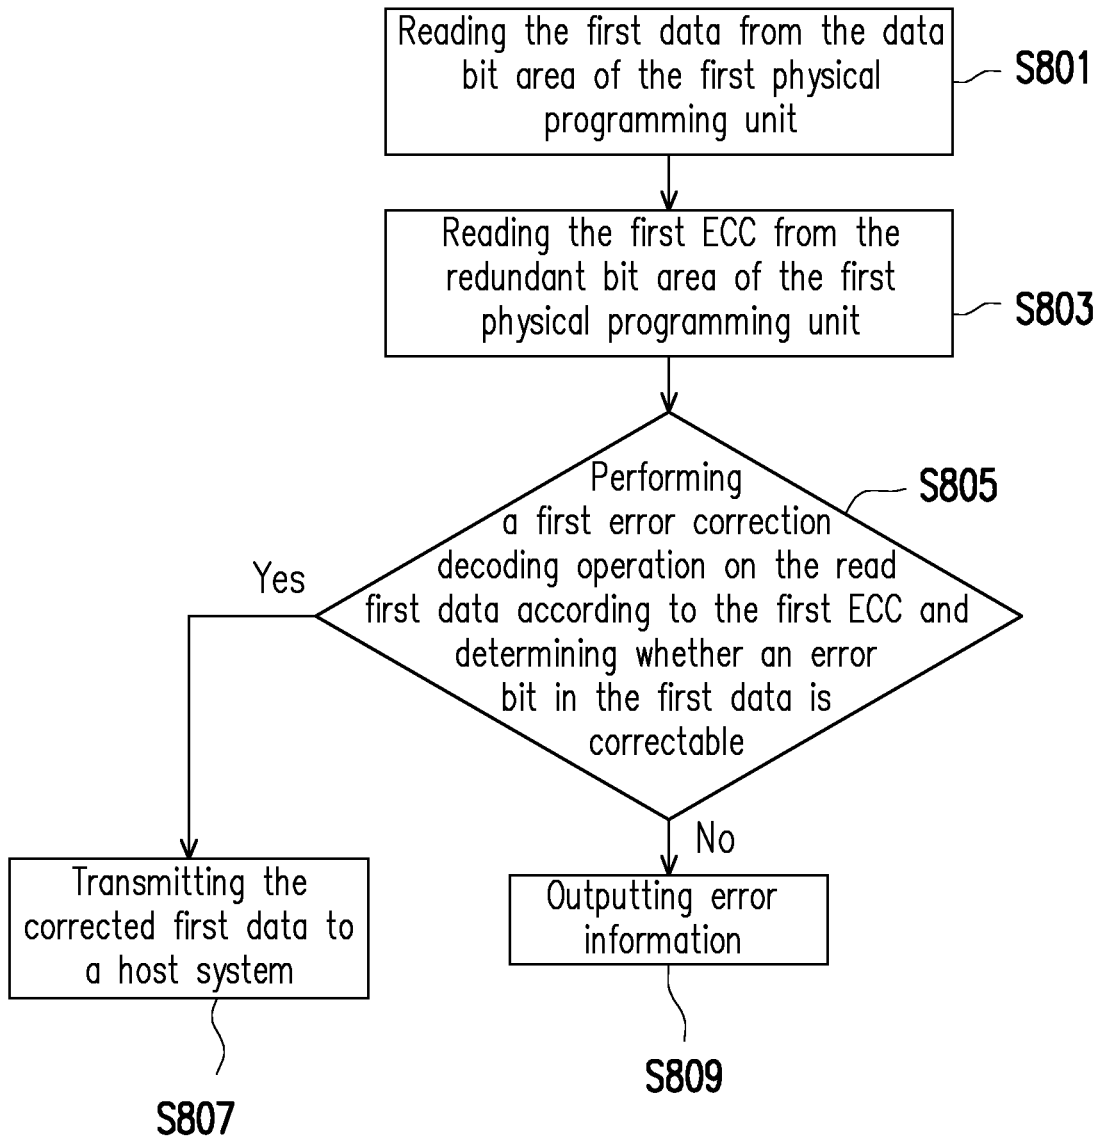 Reading the first data from the data
bit area of the first physical
programming unit
S801
Reading the first ECC from the
redundant bit area of the first
physical programming unit
S803
Performing
a first error correction
decoding operation on the read
first data according to the first ECC and
determining whether an error
bit in the first data is
correctable
S805
Yes
No
Transmitting the
corrected first data to
a host system
S807
Outputting error
information
S809